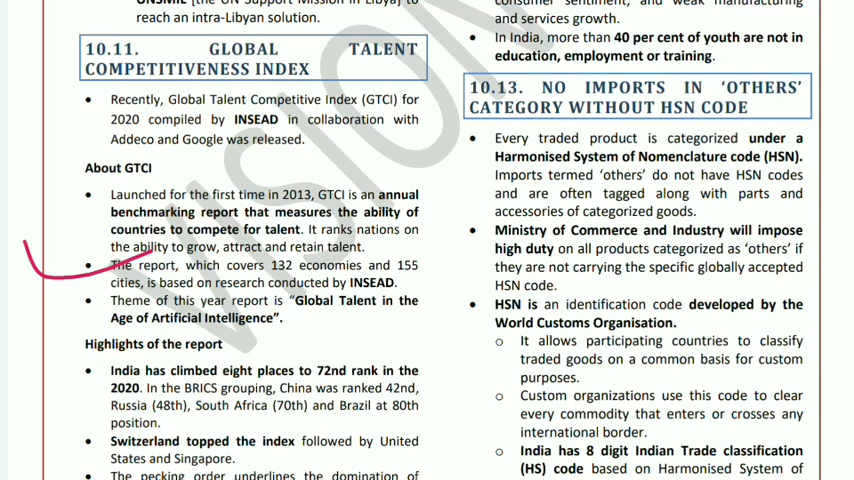 UNSMIL [the UN Support Mission in Libya] to
reach an intra-Libyan solution.
10.11. GLOBAL TALENT
COMPETITIVENESS INDEX
• Recently, Global Talent Competitive Index (GTCI) for
2020 compiled by INSEAD in collaboration with
Addeco and Google was released.
About GTCI
• Launched for the first time in 2013, GTCI is an annual
benchmarking report that measures the ability of
countries to compete for talent. It ranks nations on
the ability to grow, attract and retain talent.
• The report, which covers 132 economies and 155
cities, is based on research conducted by INSEAD.
• Theme of this year report is “Global Talent in the
Age of Artificial Intelligence”.
Highlights of the report
• India has climbed eight places to 72nd rank in the
2020. In the BRICS grouping, China was ranked 42nd,
Russia (48th), South Africa (70th) and Brazil at 80th
position.
• Switzerland topped the index followed by United
States and Singapore.
• The pecking order underlines the domination of
consumer sentiment, and weak manufacturing
and services growth.
• In India, more than 40 per cent of youth are not in
education, employment or training.
10.13. NO IMPORTS IN ‘OTHERS’
CATEGORY WITHOUT HSN CODE
• Every traded product is categorized under a
Harmonised System of Nomenclature code (HSN).
Imports termed ‘others’ do not have HSN codes
and are often tagged along with parts and
accessories of categorized goods.
• Ministry of Commerce and Industry will impose
high duty on all products categorized as ‘others’ if
they are not carrying the specific globally accepted
HSN code.
• HSN is an identification code developed by the
World Customs Organisation.
o It allows participating countries to classify
traded goods on a common basis for custom
purposes.
o Custom organizations use this code to clear
every commodity that enters or crosses any
international border.
o India has 8 digit Indian Trade classification
(HS) code based on Harmonised System of
VISION